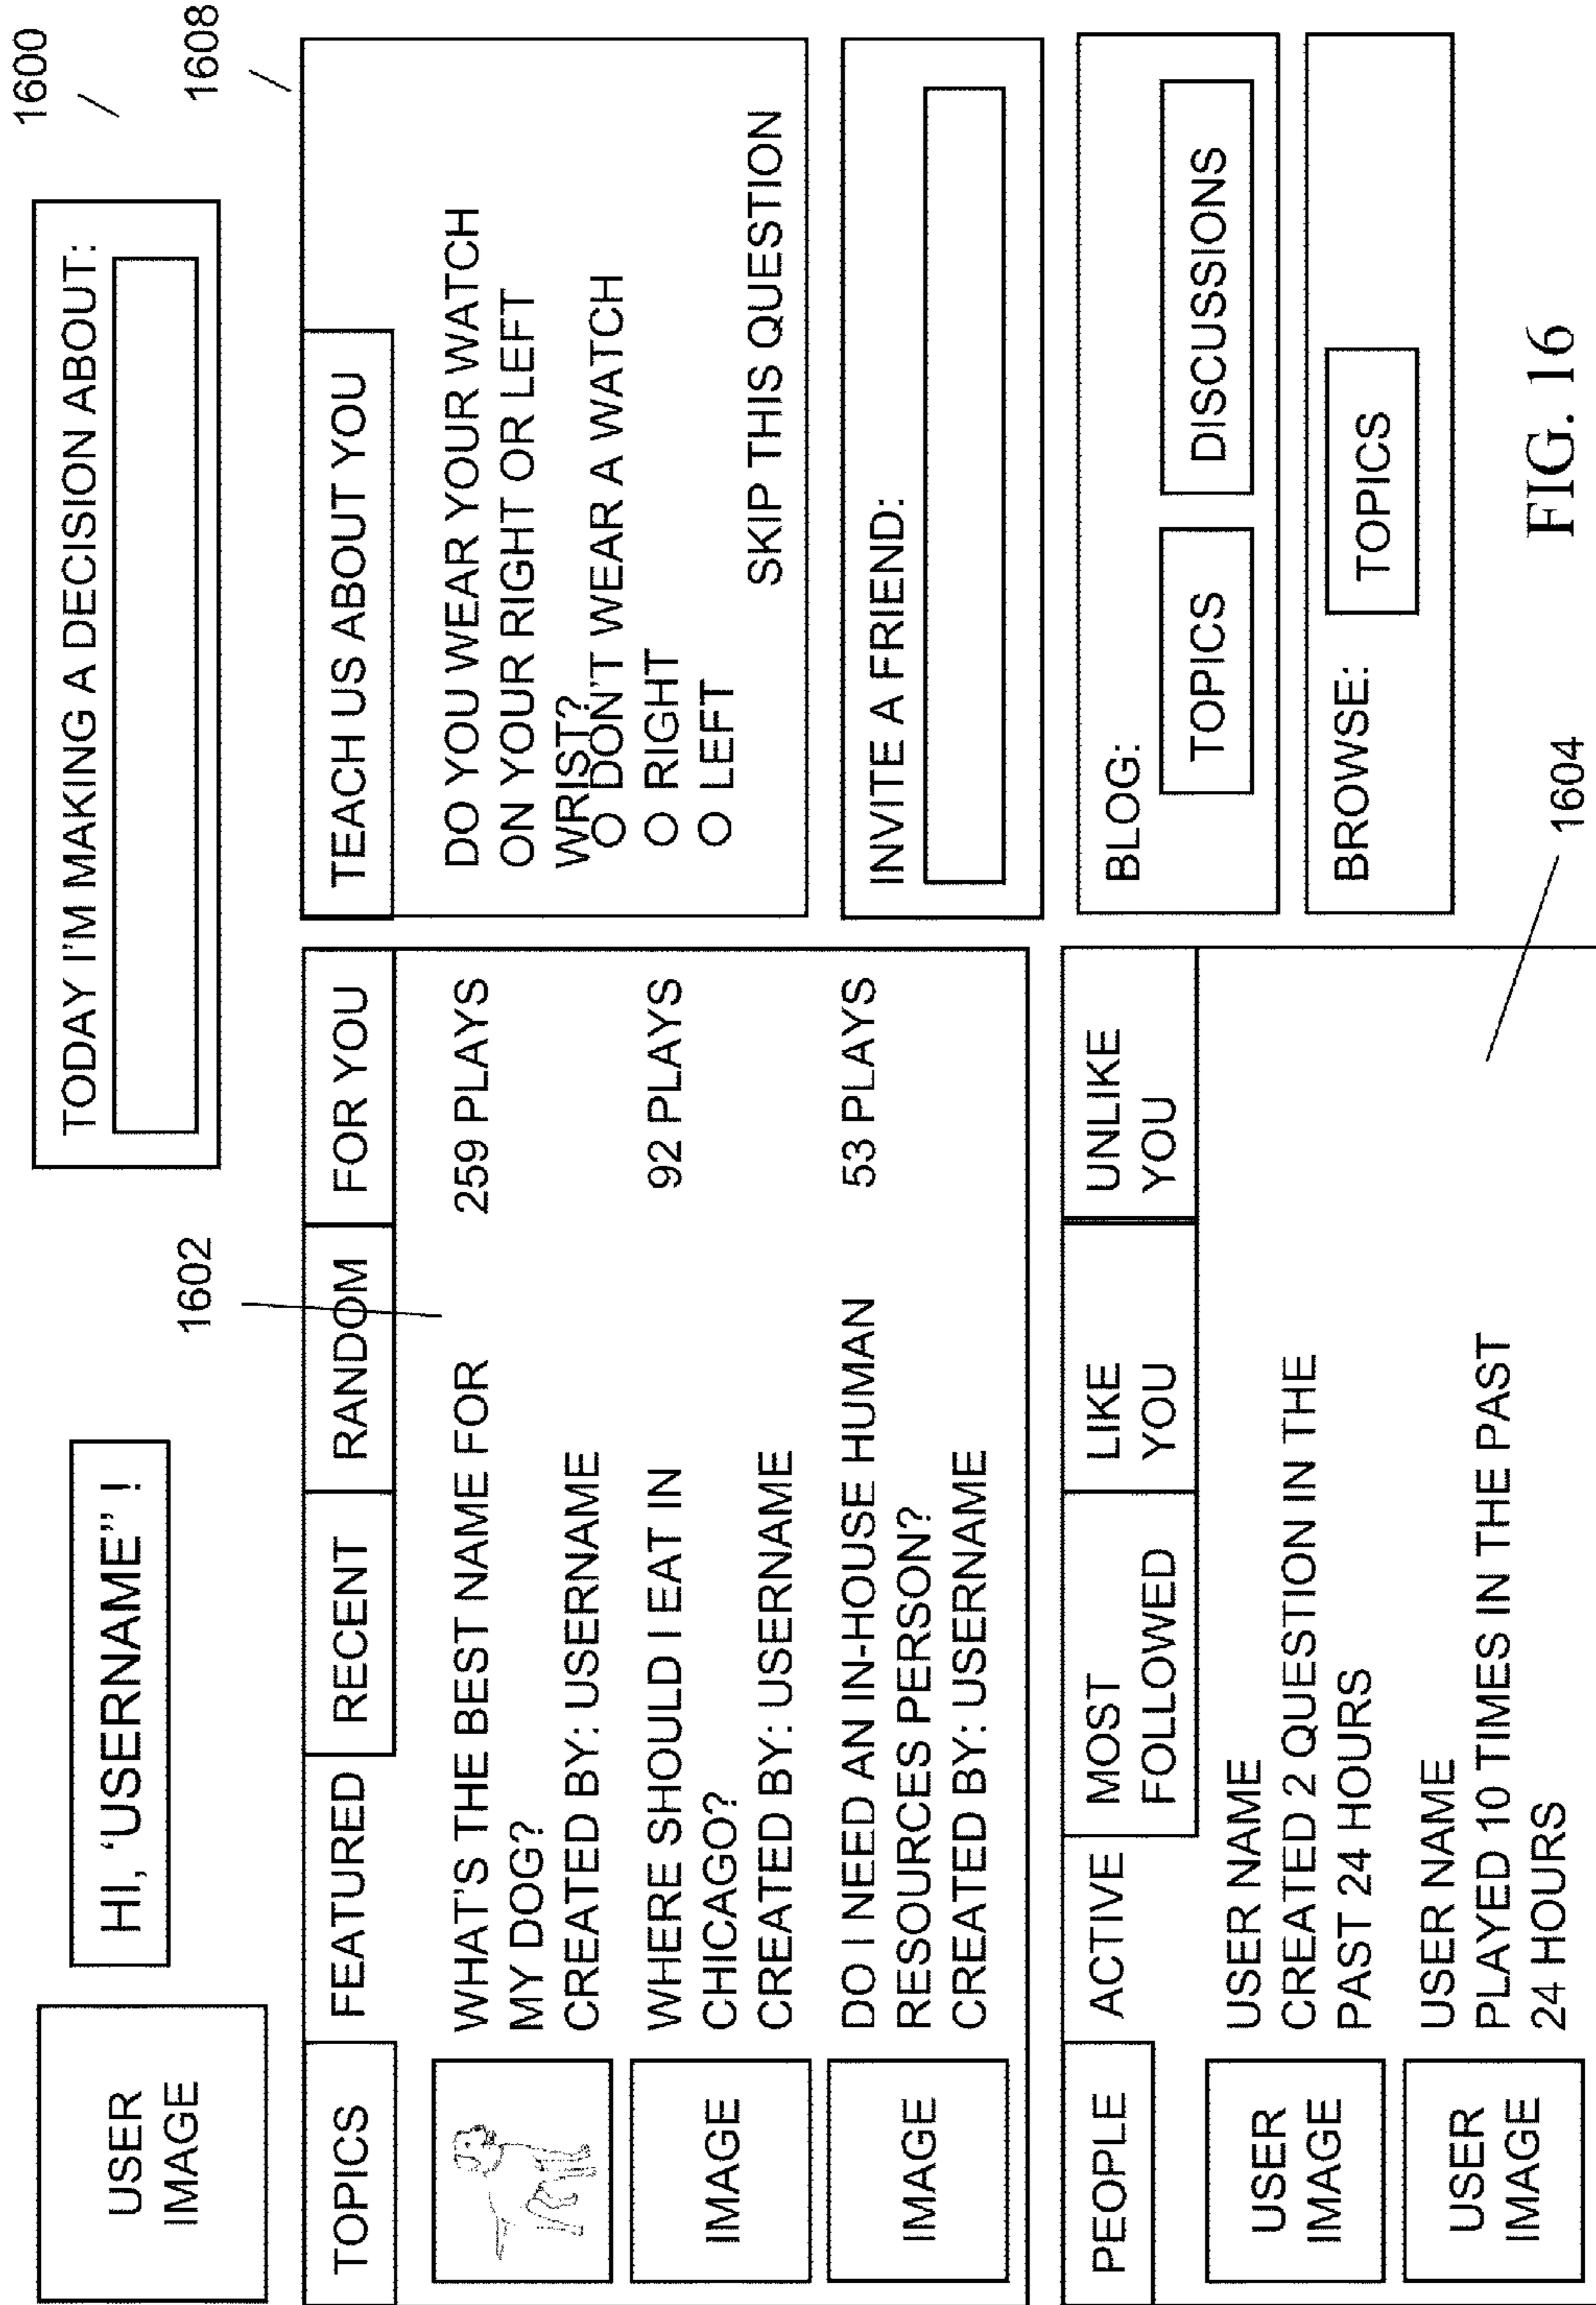 1600
USER
IMAGE
HI, ‘USERNAME” !
TODAY I'M MAKING A DECISION ABOUT:
1602
1608
TOPICS
FEATURED
RECENT
RANDOM
FOR YOU
WHAT'S THE BEST NAME FOR
MY DOG?
CREATED BY: USERNAME
259 PLAYS
IMAGE
WHERE SHOULD I EAT IN
CHICAGO?
CREATED BY: USERNAME
92 PLAYS
IMAGE
DO I NEED AN IN-HOUSE HUMAN
RESOURCES PERSON?
CREATED BY: USERNAME
53 PLAYS
TEACH US ABOUT YOU
DO YOU WEAR YOUR WATCH
ON YOUR RIGHT OR LEFT
WRIST?
DON'T WEAR A WATCH
RIGHT
LEFT
SKIP THIS QUESTION
INVITE A FRIEND:
PEOPLE
ACTIVE
MOST
FOLLOWED
LIKE
YOU
UNLIKE
YOU
USER
IMAGE
USER NAME
CREATED 2 QUESTION IN THE
PAST 24 HOURS
USER
IMAGE
USER NAME
PLAYED 10 TIMES IN THE PAST
24 HOURS
BLOG:
TOPICS
DISCUSSIONS
BROWSE:
TOPICS
1604
FIG. 16